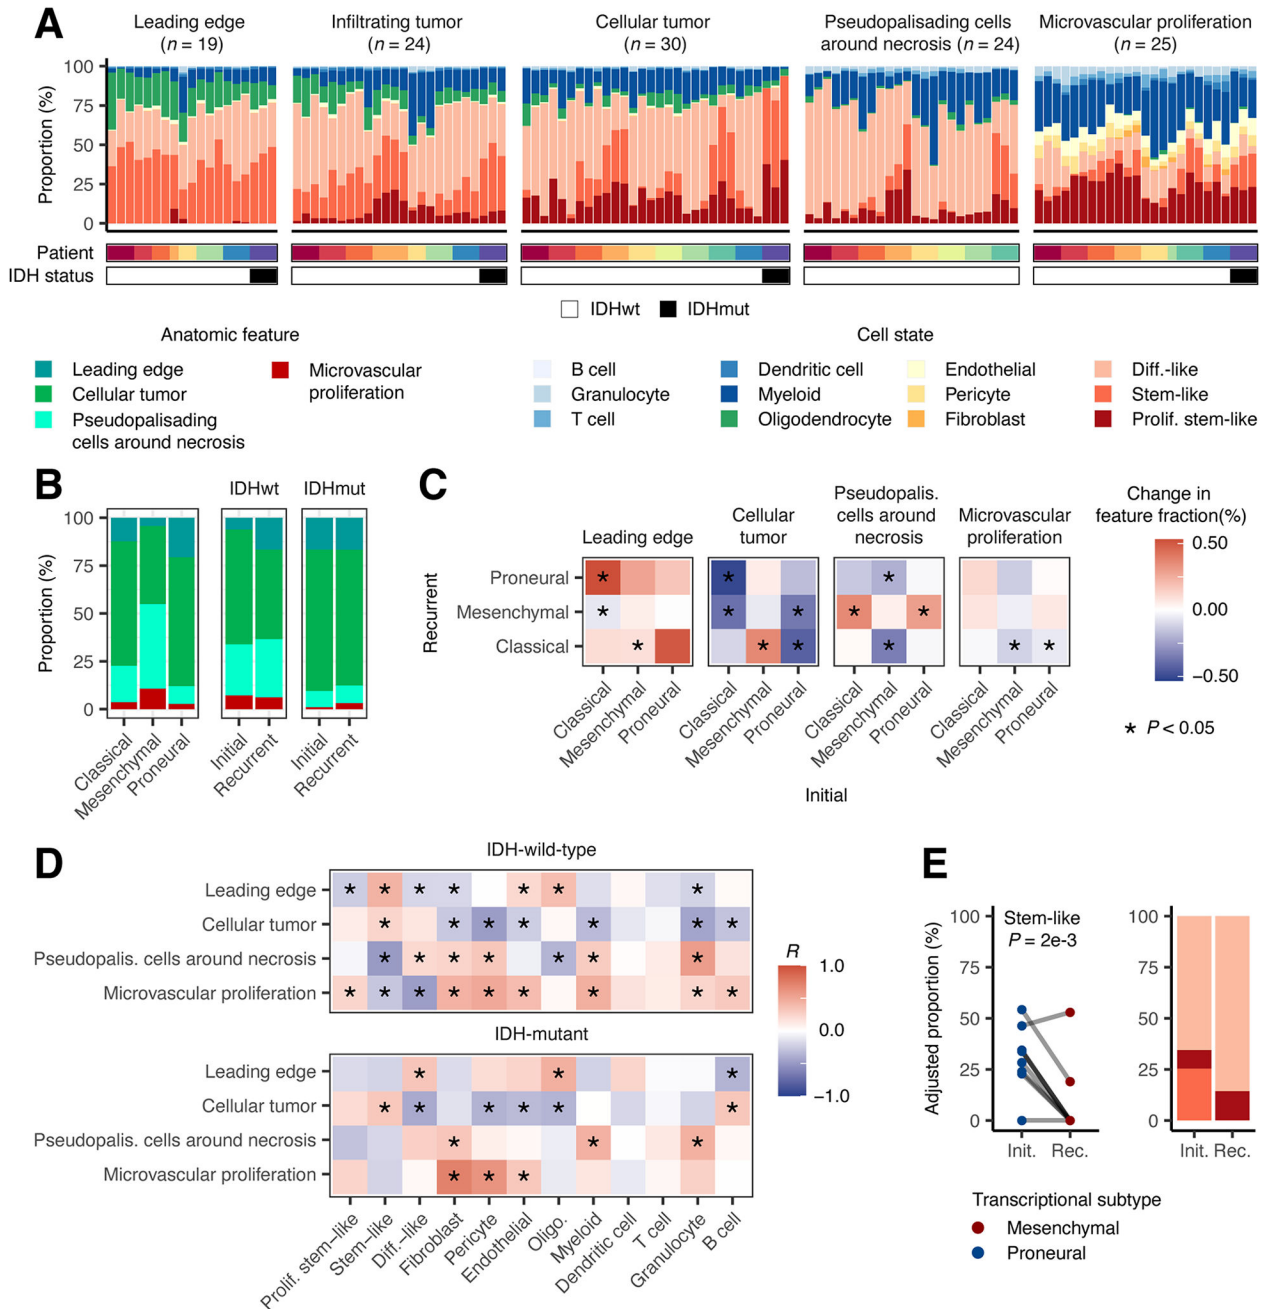 A
Leading edge
(n = 19)
Infiltrating tumor
(n = 24)
Cellular tumor
(n = 30)
Pseudopalisading cells
around necrosis (n = 24)
Microvascular proliferation
(n = 25)
Proportion (%)
100
75
50
25
0
Patient
IDH status
IDHwt
IDHmut
Anatomic feature
Leading edge
Cellular tumor
Pseudopalisading
cells around necrosis
Microvascular
proliferation
Cell state
B cell
Granulocyte
T cell
Dendritic cell
Myeloid
Oligodendrocyte
Endothelial
Pericyte
Fibroblast
Diff.-like
Stem-like
Prolif. stem-like
B
IDHwt
IDHmut
Proportion (%)
100
75
50
25
0
Classical
Mesenchymal
Proneural
Initial
Recurrent
Initial
Recurrent
C
Leading edge
Cellular
tumor
Pseudopalis.
cells around
necrosis
Microvascular
proliferation
Recurrent
Proneural * * *
Mesenchymal * * * * *
Classical * * * * * *
Classical
Mesenchymal
Proneural
Classical
Mesenchymal
Proneural
Classical
Mesenchymal
Proneural
Classical
Mesenchymal
Proneural
Initial
Change in
feature fraction(%)
0.50
0.00
−0.50
* P < 0.05
D
IDH-wild-type
Leading edge * * * * * * *
Cellular tumor * * * * * * *
Pseudopalis. cells around necrosis * * * * * * *
Microvascular proliferation * * * * * * * * *
IDH-mutant
Leading edge * * *
Cellular tumor * * * * * *
Pseudopalis. cells around necrosis * * *
Microvascular proliferation * * *
Prolif. stem-like
Stem-like
Diff.-like
Fibroblast
Pericyte
Endothelial
Oligo.
Myeloid
Dendritic cell
T cell
Granulocyte
B cell
R
1.0
0.0
−1.0
E
Adjusted proportion (%)
Stem-like
P = 2e-3
100
75
50
25
0
Init. Rec.
100
75
50
25
0
Init. Rec.
Transcriptional subtype
Mesenchymal
Proneural